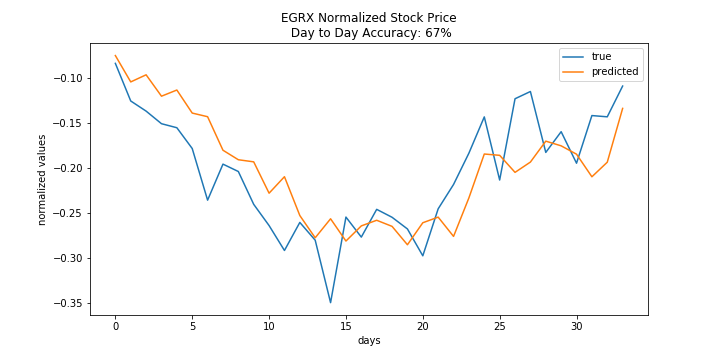 EGRX Normalized Stock Price
Day to Day Accuracy: 67%
true
predicted
normalized values
−0.10
−0.15
−0.20
−0.25
−0.30
−0.35
0 5 10 15 20 25 30
days